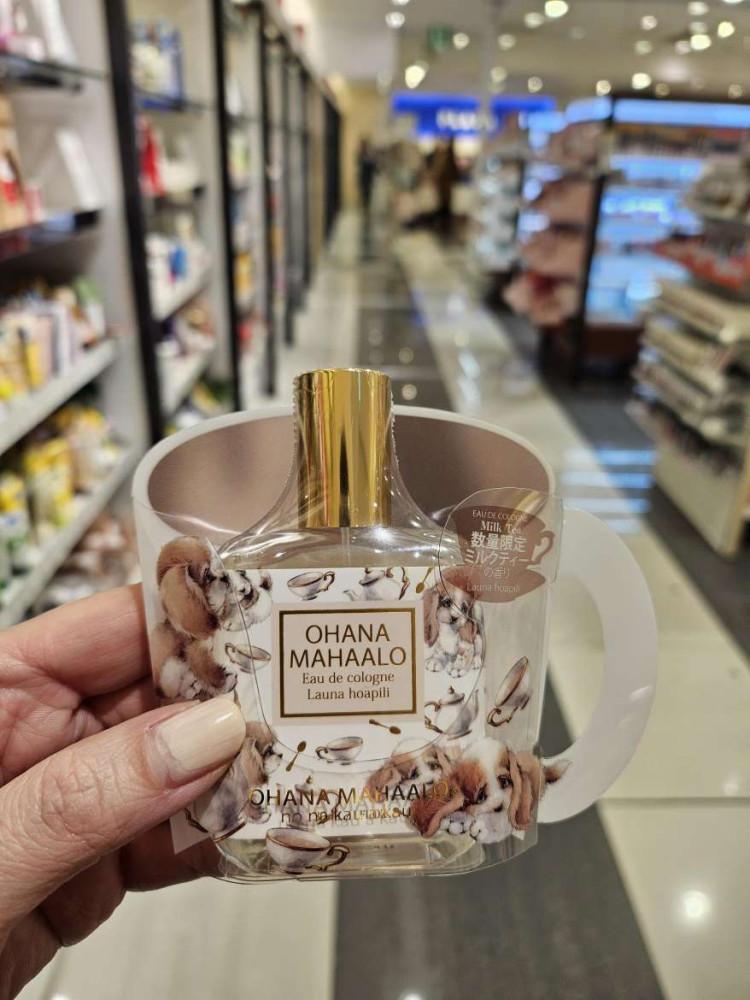 EAU DE COLOGNE
Milk Tea
数量限定
ミルクティー
の香り
Launa hoapili
OHANA
MAHAALO
Eau de cologne
Launa hoapili
OHANA MAHAALO